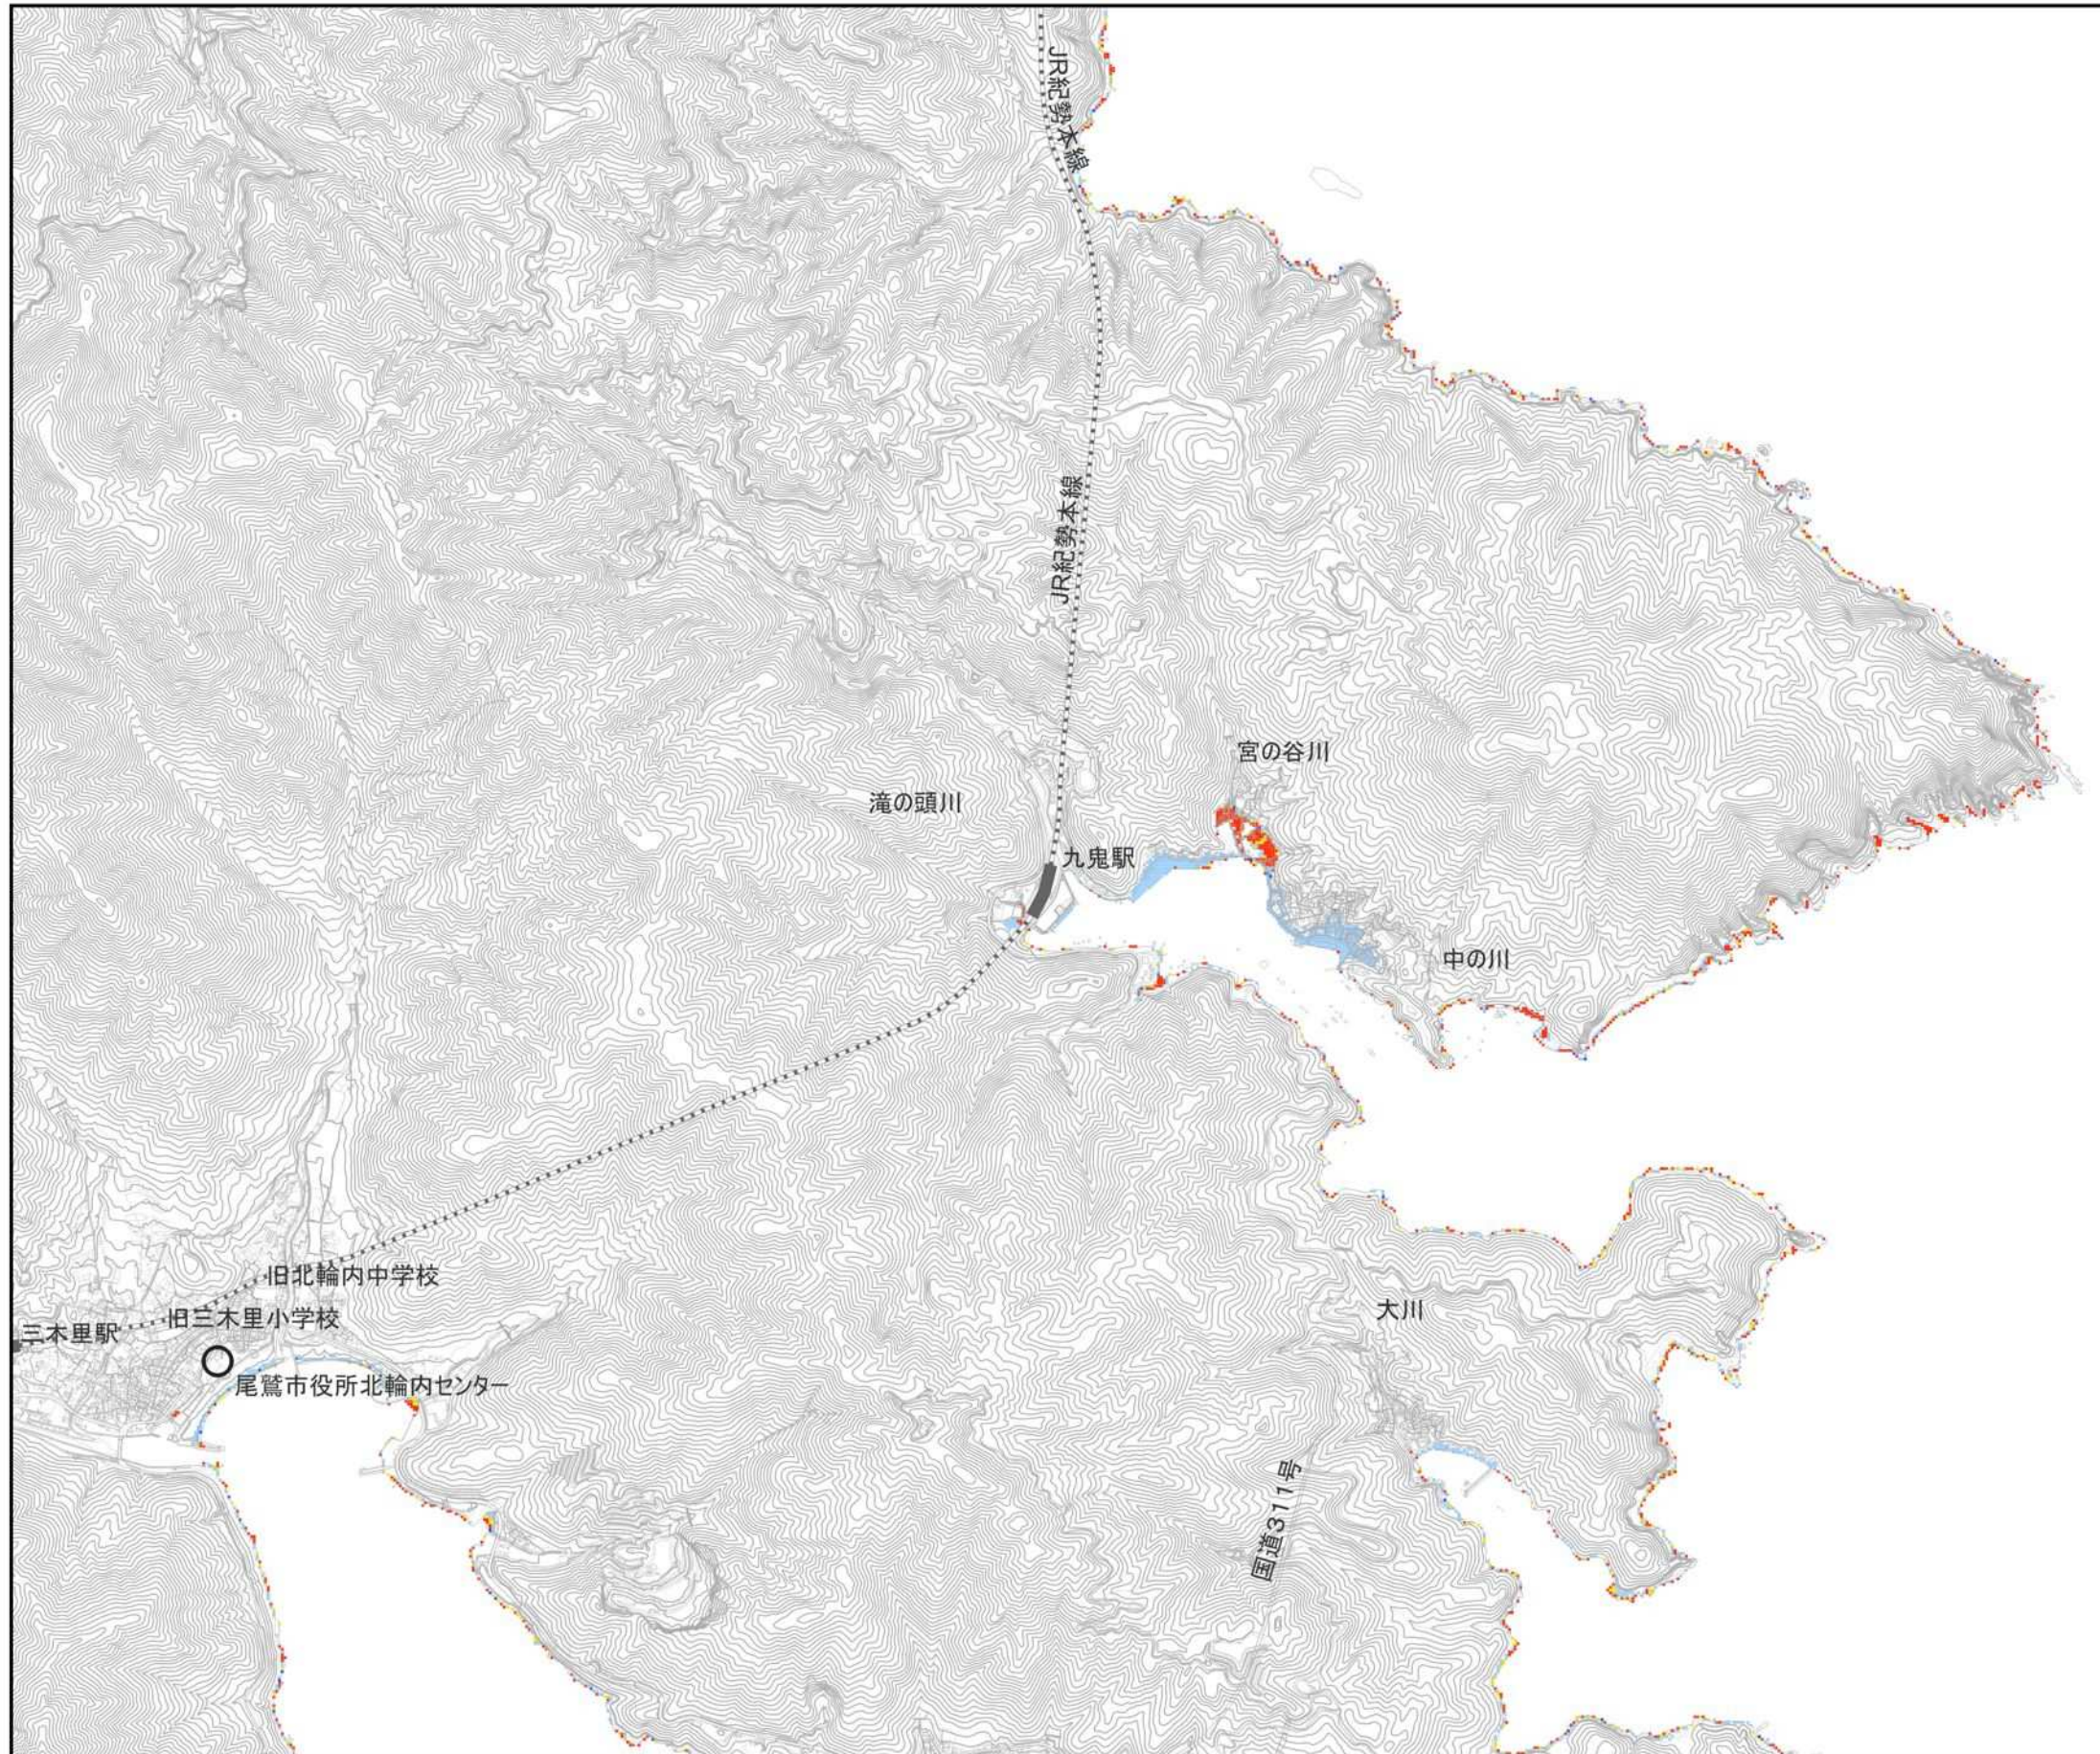 JR紀勢本線
JR紀勢本線
宮の谷川
滝の頭川
九鬼駅
中の川
旧北輪内中学校
大川
旧三木里小学校
三木里駅
尾鷲市役所北輪内センター
国道311号